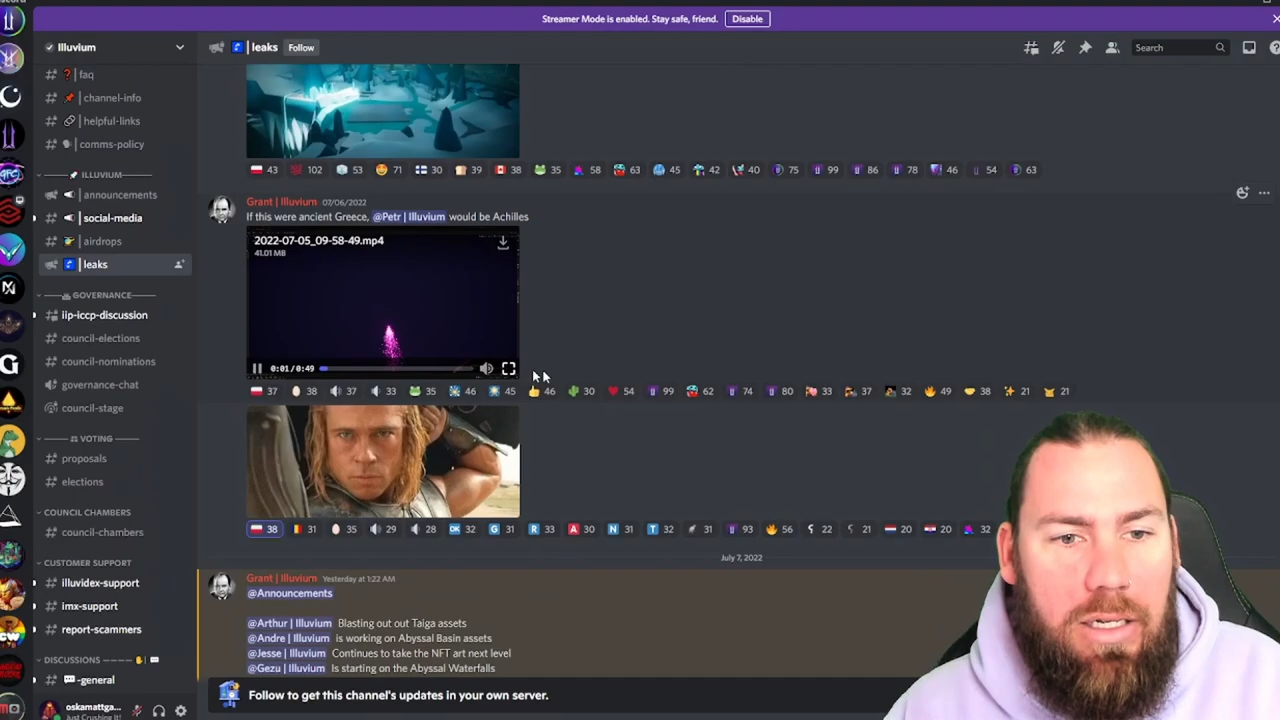 Streamer Mode is enabled. Stay safe, friend. Disable
Illuvium
leaks Follow
Search
faq
channel-info
helpful-links
comms-policy
ILLUVIUM
announcements
social-media
airdrops
leaks
GOVERNANCE
lip-iccp-discussion
council-elections
council-nominations
governance-chat
council-stage
VOTING
proposals
elections
COUNCIL CHAMBERS
council-chambers
CUSTOMER SUPPORT
illuvidex-support
imx-support
report-scammers
DISCUSSIONS
-general
oskamattga...
Just Crushing It!
43 102 53 71 30 39 38 35 58 63 45 42 40 75 99 86 78 46 54 63
Grant | Illuvium 07/06/2022
If this were ancient Greece, @Petr | Illuvium would be Achilles
2022-07-05_09-58-49.mp4
41.01 MB
0:01/0:49
37 38 37 33 35 46 45 46 30 54 99 62 74 80 33 37 32 49 38 21 21
38 31 35 29 28 DK 32 G 31 R 33 A 30 N 31 T 32 31 93 56 22 21 20 20 32
July 7, 2022
Grant | Illuvium Yesterday at 1:22 AM
@Announcements
@Arthur | Illuvium Blasting out out Taiga assets
@Andre | Illuvium is working on Abyssal Basin assets
@Jesse | Illuvium Continues to take the NFT art next level
@Gezu | Illuvium Is starting on the Abyssal Waterfalls
Follow to get this channel's updates in your own server.